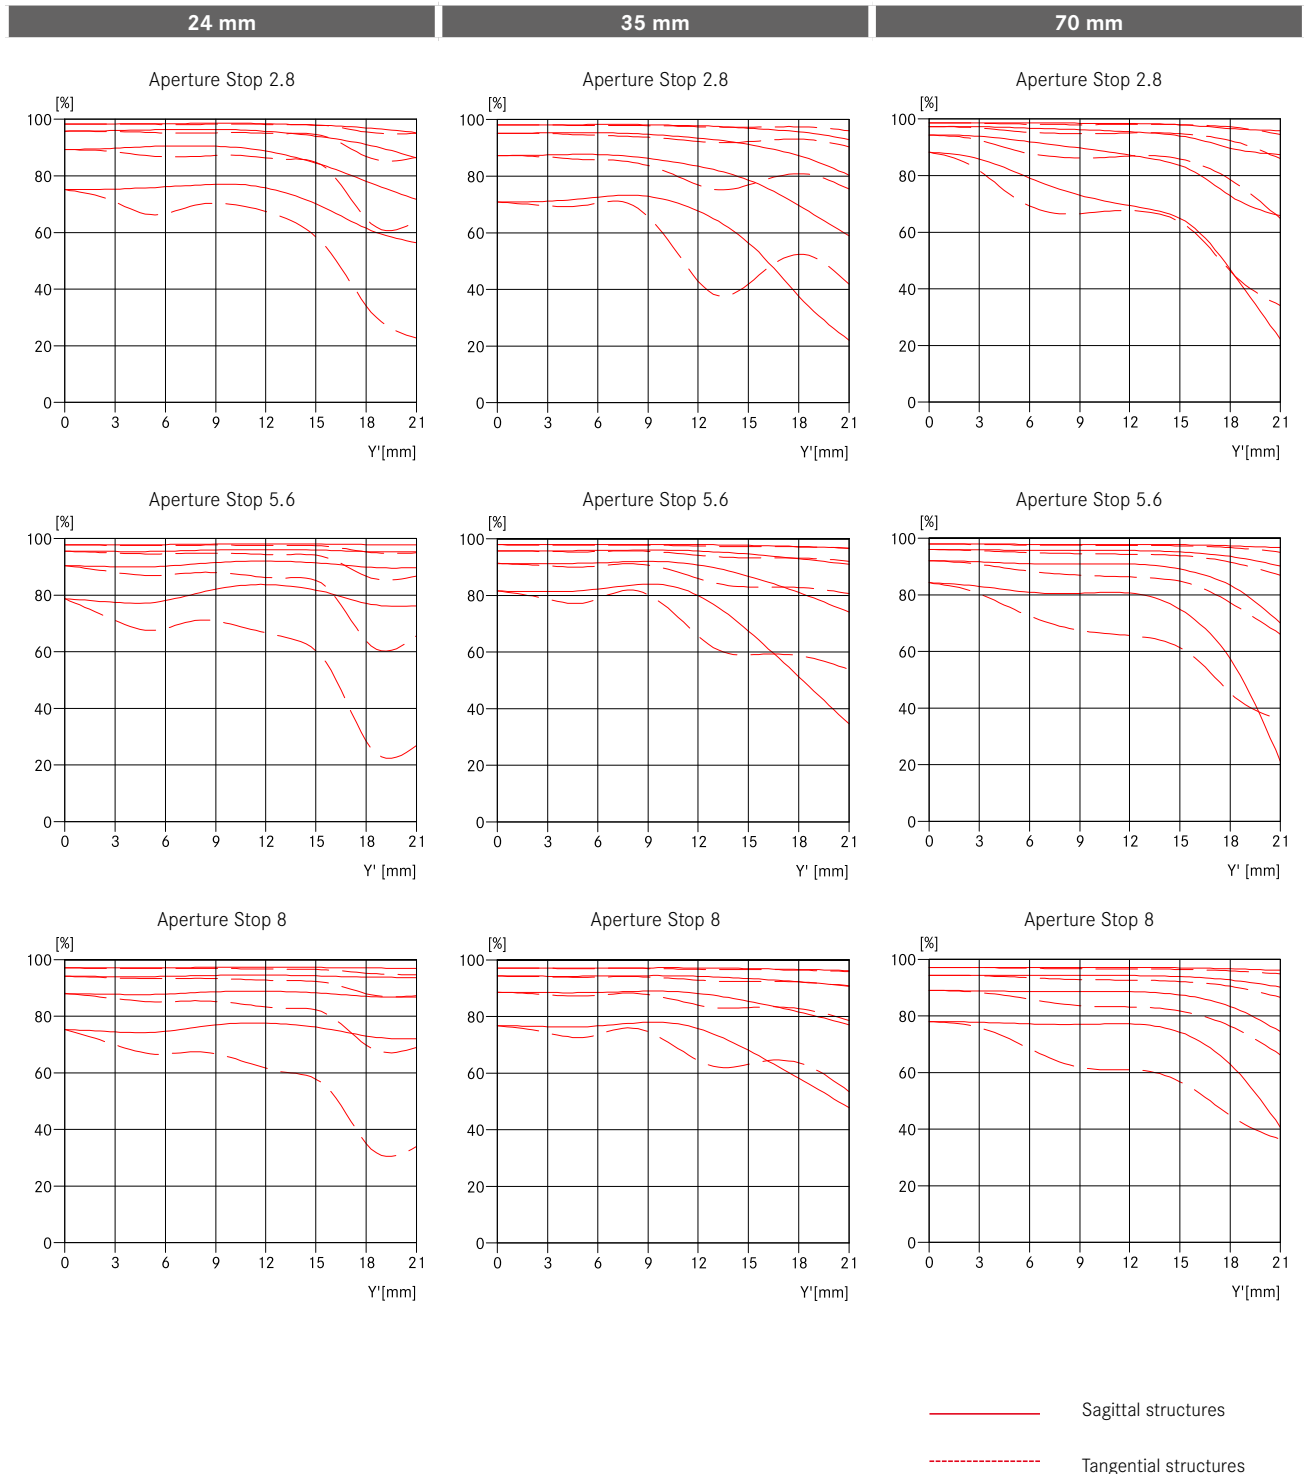 24 mm 35 mm 70 mm
Aperture Stop 2.8 Aperture Stop 2.8 Aperture Stop 2.8
[%] [%] [%]
100 100 100
80 80 80
60 60 60
40 40 40
20 20 20
0 0 0
0 3 6 9 12 15 18 21 0 3 6 9 12 15 18 21 0 3 6 9 12 15 18 21
Y'[mm] Y'[mm] Y'[mm]
Aperture Stop 5.6 Aperture Stop 5.6 Aperture Stop 5.6
[%] [%] [%]
100 100 100
80 80 80
60 60 60
40 40 40
20 20 20
0 0 0
0 3 6 9 12 15 18 21 0 3 6 9 12 15 18 21 0 3 6 9 12 15 18 21
Y' [mm] Y' [mm] Y' [mm]
Aperture Stop 8 Aperture Stop 8 Aperture Stop 8
[%] [%] [%]
100 100 100
80 80 80
60 60 60
40 40 40
20 20 20
0 0 0
0 3 6 9 12 15 18 21 0 3 6 9 12 15 18 21 0 3 6 9 12 15 18 21
Y'[mm] Y'[mm] Y'[mm]
Sagittal structures
Tangential structures